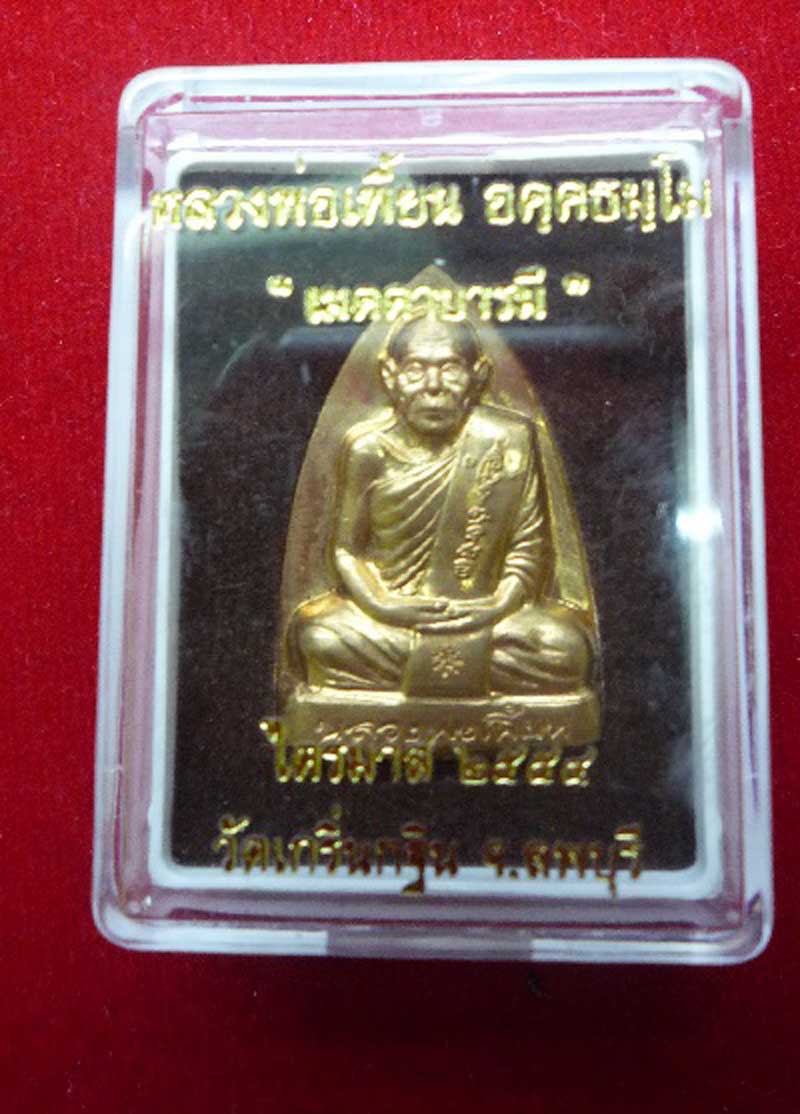 หลวงพ่อเพี้ยน อคฺคธมฺโม
" เมตตาบารมี "
ไตรมาส ๒๕๕๔
วัดเกริ่นกฐิน จ.ลพบุรี